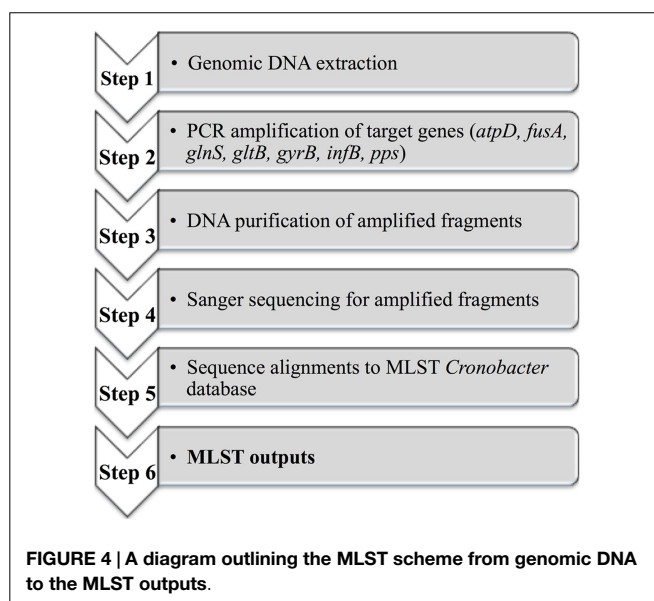 Step 1
• Genomic DNA extraction
Step 2
• PCR amplification of target genes (atpD, fusA,
glnS, gltB, gyrB, infB, pps)
Step 3
• DNA purification of amplified fragments
Step 4
• Sanger sequencing for amplified fragments
Step 5
• Sequence alignments to MLST Cronobacter
database
Step 6
• MLST outputs
FIGURE 4 | A diagram outlining the MLST scheme from genomic DNA
to the MLST outputs.